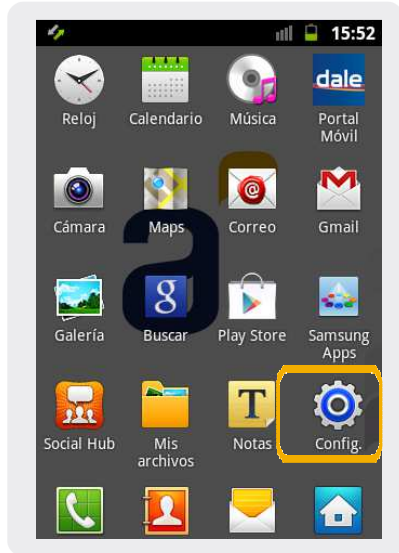 15:52
dale
Reloj Calendario Música Portal Móvil
Cámara Maps Correo Gmail
Galería Buscar Play Store Samsung Apps
Social Hub Mis archivos Notas Config.